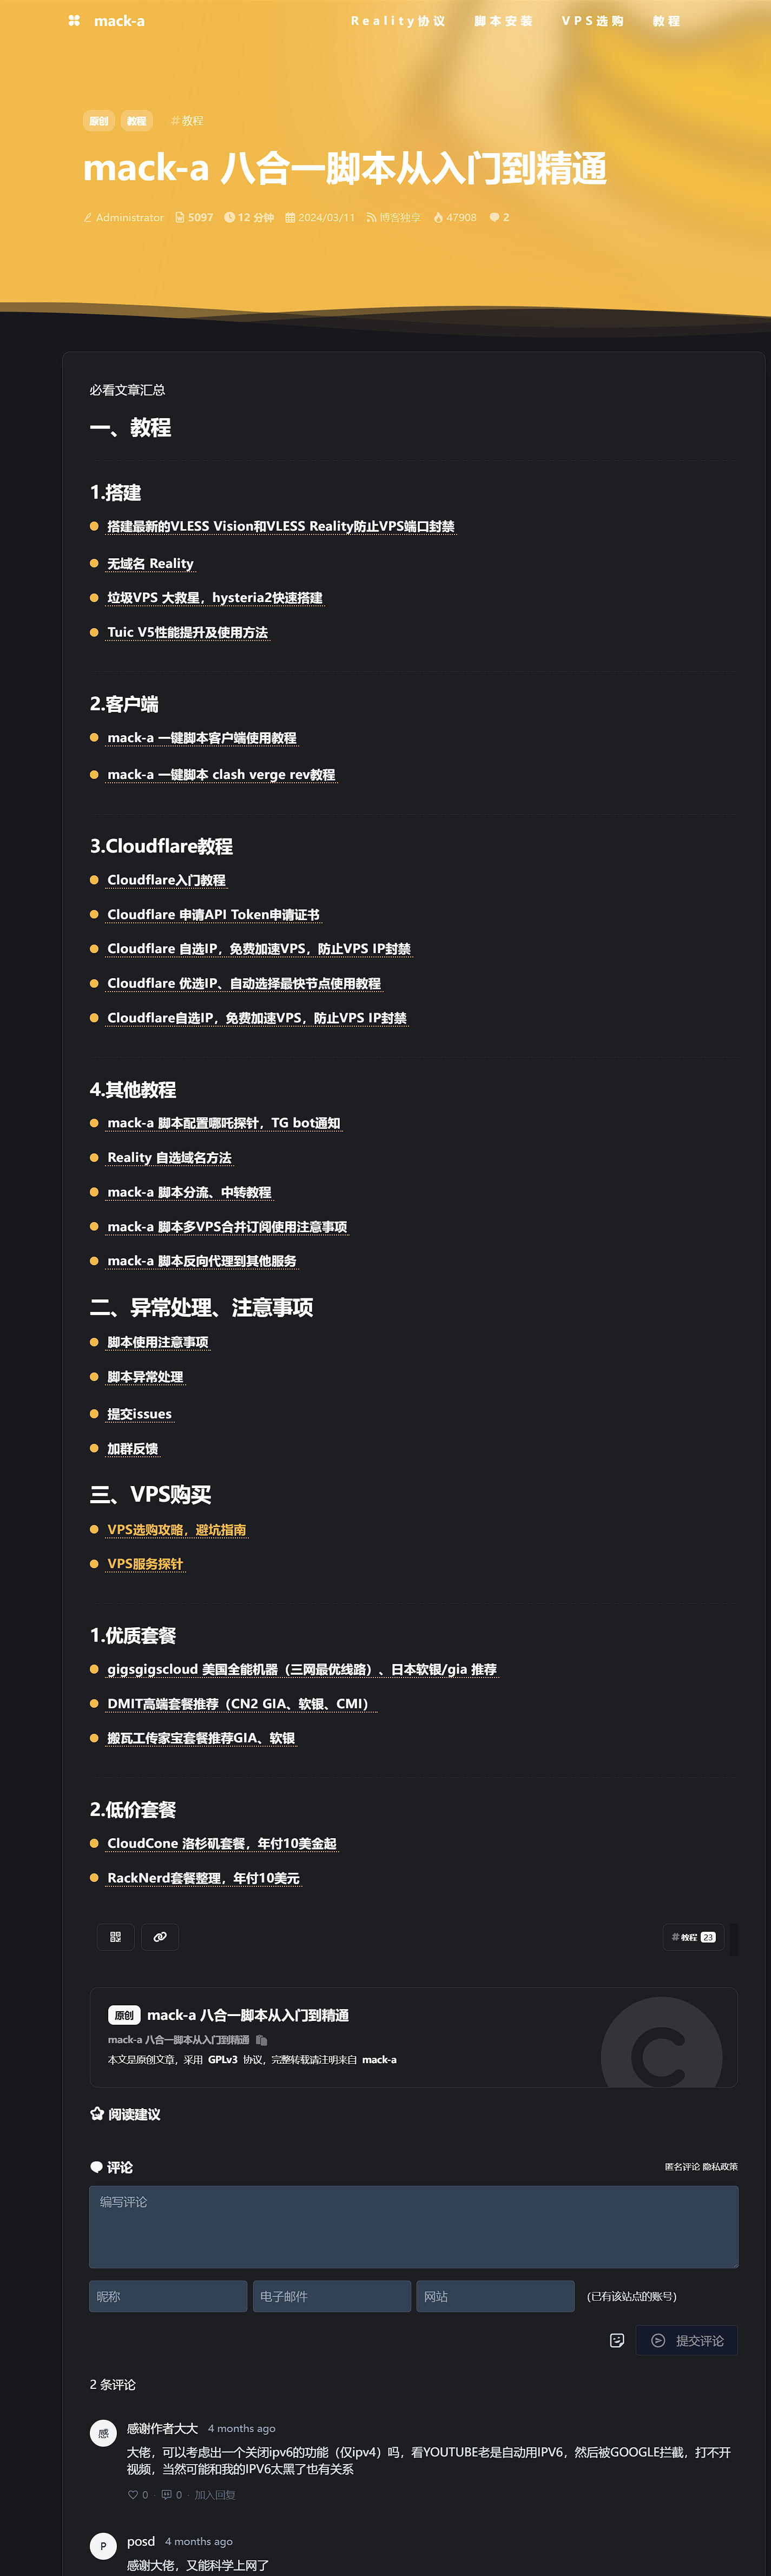 mack-a
Reality协议 脚本安装 VPS选购 教程
原创 教程 #教程
mack-a 八合一脚本从入门到精通
Administrator 5097 12 分钟 2024/03/11 博客独享 47908 2
必看文章汇总
一、教程
1.搭建
搭建最新的VLESS Vision和VLESS Reality防止VPS端口封禁
无域名 Reality
垃圾VPS 大救星，hysteria2快速搭建
Tuic V5性能提升及使用方法
2.客户端
mack-a 一键脚本客户端使用教程
mack-a 一键脚本 clash verge rev教程
3.Cloudflare教程
Cloudflare入门教程
Cloudflare 申请API Token申请证书
Cloudflare 自选IP，免费加速VPS，防止VPS IP封禁
Cloudflare 优选IP、自动选择最快节点使用教程
Cloudflare自选IP，免费加速VPS，防止VPS IP封禁
4.其他教程
mack-a 脚本配置哪吒探针，TG bot通知
Reality 自选域名方法
mack-a 脚本分流、中转教程
mack-a 脚本多VPS合并订阅使用注意事项
mack-a 脚本反向代理到其他服务
二、异常处理、注意事项
脚本使用注意事项
脚本异常处理
提交issues
加群反馈
三、VPS购买
VPS选购攻略，避坑指南
VPS服务探针
1.优质套餐
gigsgigscloud 美国全能机器（三网最优线路）、日本软银/gia 推荐
DMIT高端套餐推荐（CN2 GIA、软银、CMI）
搬瓦工传家宝套餐推荐GIA、软银
2.低价套餐
CloudCone 洛杉矶套餐，年付10美金起
RackNerd套餐整理，年付10美元
#教程 23
原创 mack-a 八合一脚本从入门到精通
mack-a 八合一脚本从入门到精通
本文是原创文章，采用 GPLv3 协议，完整转载请注明来自 mack-a
阅读建议
评论 匿名评论 隐私政策
编写评论
昵称 电子邮件 网站 （已有该站点的账号）
提交评论
2 条评论
感 感谢作者大大 4 months ago
大佬，可以考虑出一个关闭ipv6的功能（仅ipv4）吗，看YOUTUBE老是自动用IPV6，然后被GOOGLE拦截，打不开
视频，当然可能和我的IPV6太黑了也有关系
0 · 0 · 加入回复
P posd 4 months ago
感谢大佬，又能科学上网了